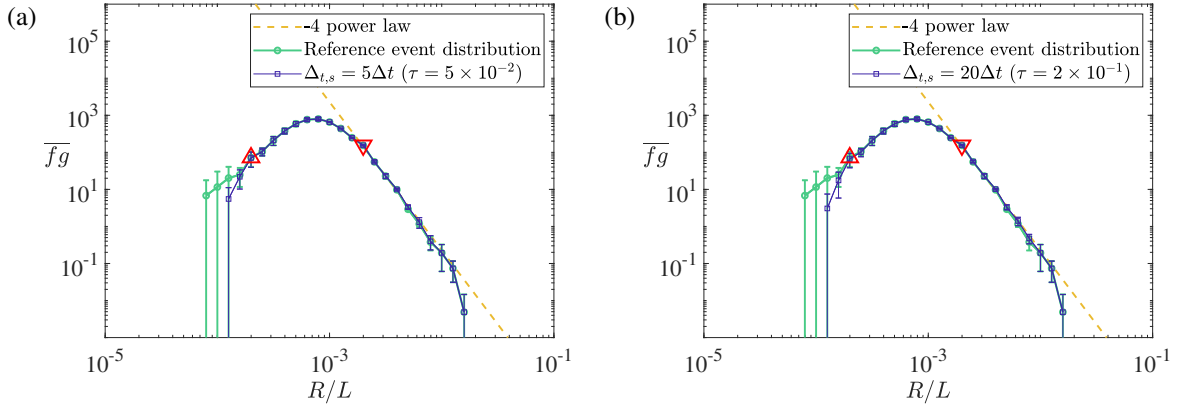 (a)
-4 power law
Reference event distribution
Δ_{t,s} = 5Δt (τ = 5 × 10^{-2})
10^5
10^3
10^1
10^{-1}
\overline{fg}
10^{-5}
10^{-3}
10^{-1}
R/L
(b)
-4 power law
Reference event distribution
Δ_{t,s} = 20Δt (τ = 2 × 10^{-1})
10^5
10^3
10^1
10^{-1}
\overline{fg}
10^{-5}
10^{-3}
10^{-1}
R/L